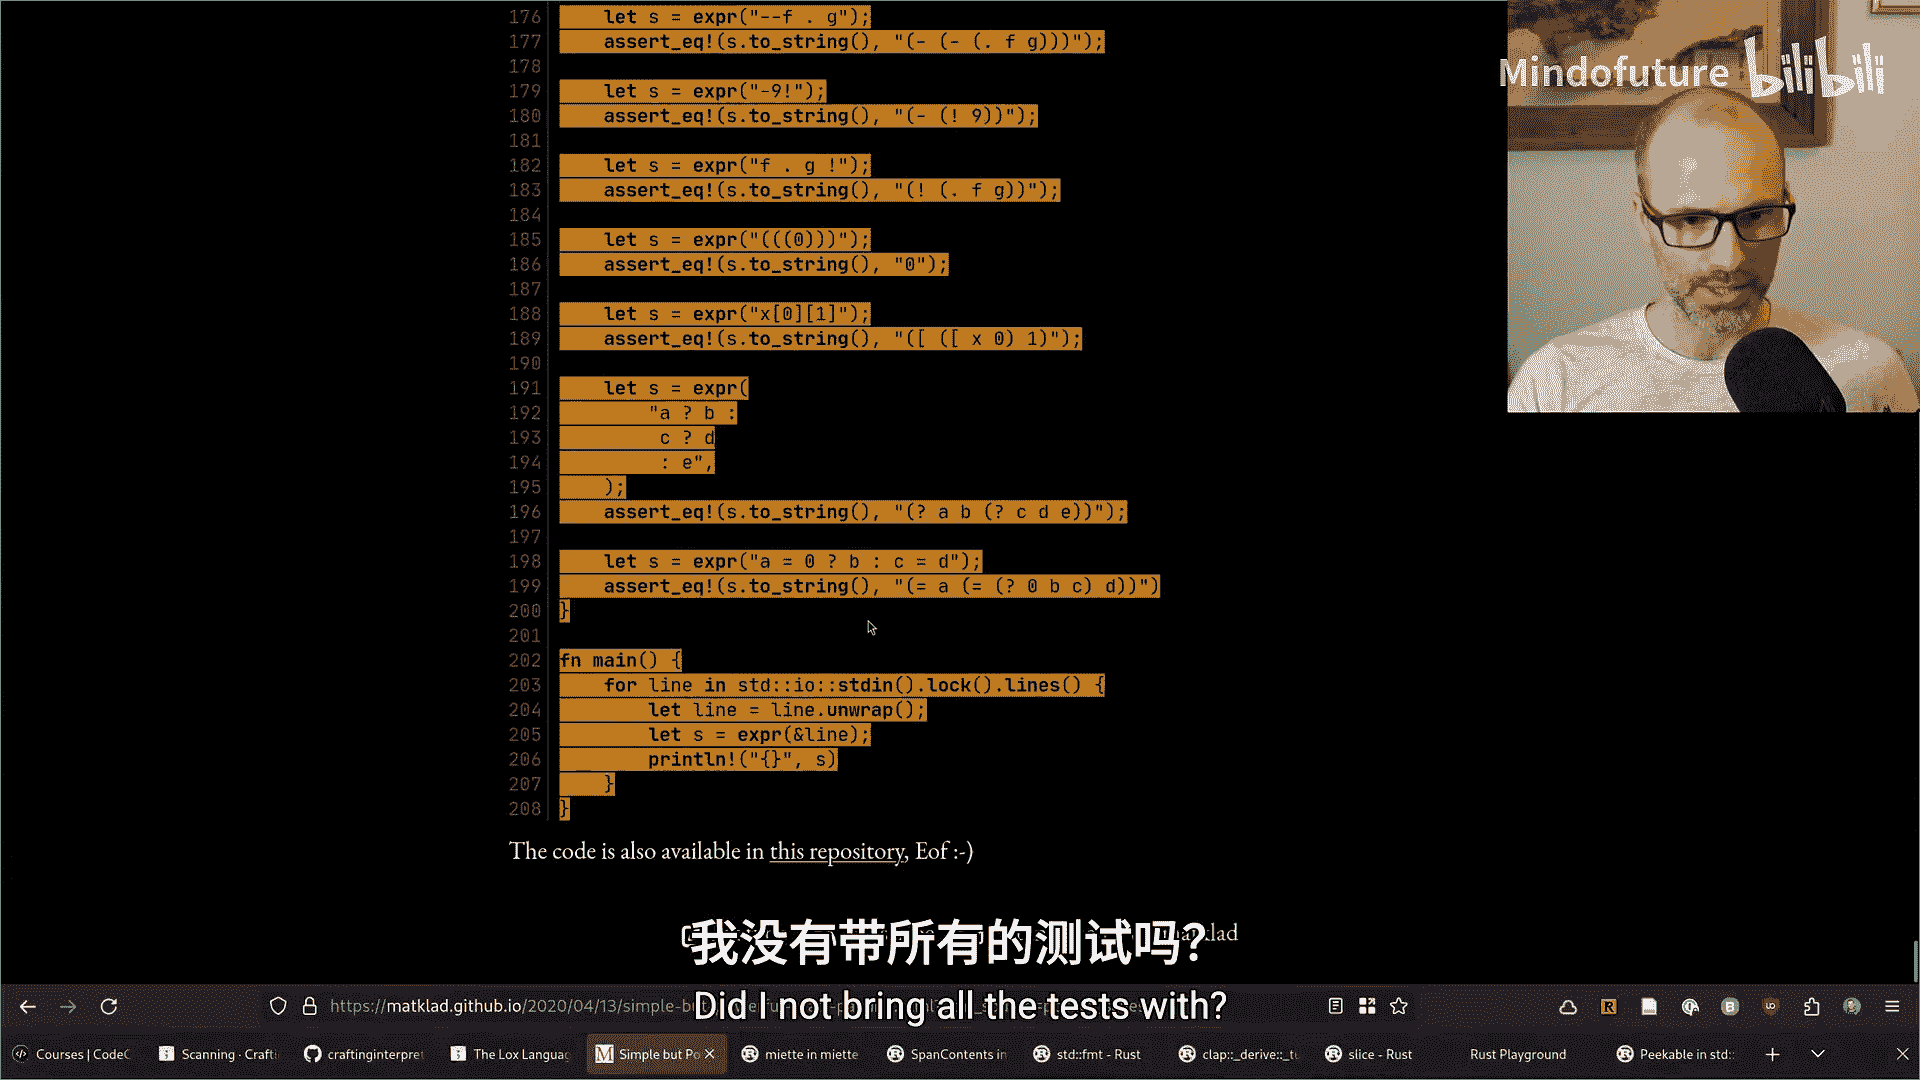 176 let s = expr("--f . g");
177 assert_eq!(s.to_string(), "(- (- (. f g)))");
178
179 let s = expr("-9!");
180 assert_eq!(s.to_string(), "(- (! 9))");
181
182 let s = expr("f . g !");
183 assert_eq!(s.to_string(), "(! (. f g))");
184
185 let s = expr("(((0)))");
186 assert_eq!(s.to_string(), "0");
187
188 let s = expr("x[0][1]");
189 assert_eq!(s.to_string(), "([ ([ x 0) 1)");
190
191 let s = expr(
192 "a ? b :
193 c ? d
194 : e",
195 );
196 assert_eq!(s.to_string(), "(? a b (? c d e))");
197
198 let s = expr("a = 0 ? b : c = d");
199 assert_eq!(s.to_string(), "(= a (= (? 0 b c) d))")
200 }
201
202 fn main() {
203 for line in std::io::stdin().lock().lines() {
204 let line = line.unwrap();
205 let s = expr(&line);
206 println!("{}", s)
207 }
208 }
Mindofuture bilibili
The code is also available in this repository, Eof :-)
我没有带所有的测试吗?
Did I not bring all the tests with?
https://matklad.github.io/2020/04/13/simple-but
Courses | CodeC
Scanning · Crafti
craftinginterpret
The Lox Languag
Simple but Po
miette in miette
SpanContents in
std::fmt - Rust
clap::_derive::_tu
slice - Rust
Rust Playground
Peekable in std::